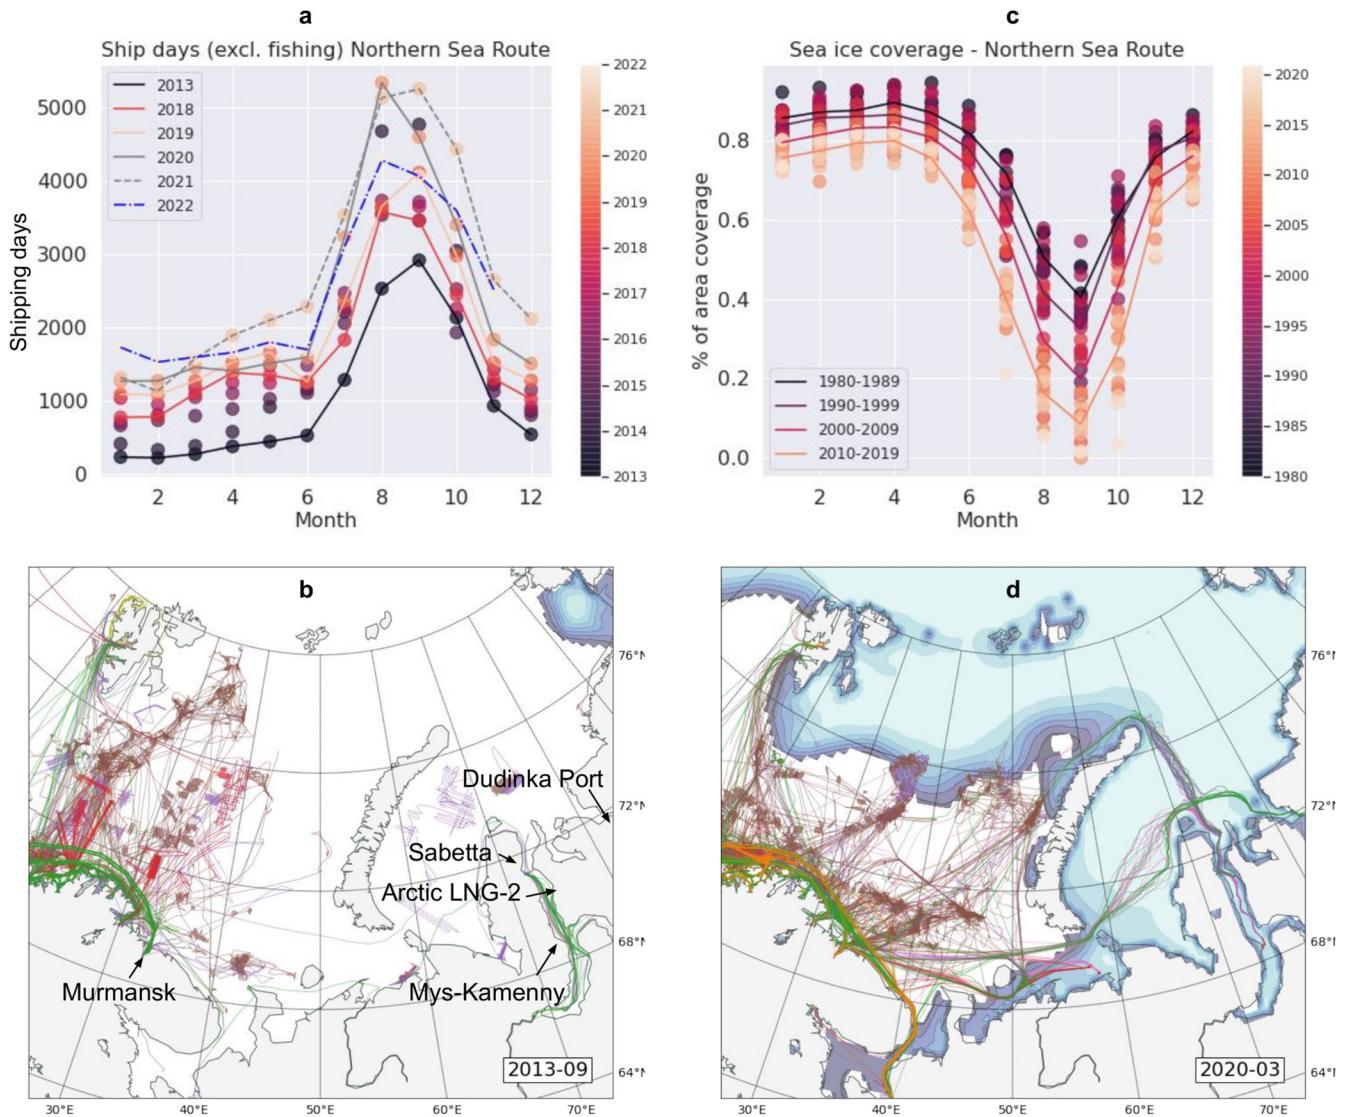 a
Ship days (excl. fishing) Northern Sea Route
Shipping days
5000
4000
3000
2000
1000
0
2013
2018
2019
2020
2021
2022
2 4 6 8 10 12
Month
2022
2021
2020
2019
2018
2017
2016
2015
2014
2013
c
Sea ice coverage - Northern Sea Route
% of area coverage
0.8
0.6
0.4
0.2
0.0
1980-1989
1990-1999
2000-2009
2010-2019
2 4 6 8 10 12
Month
2020
2015
2010
2005
2000
1995
1990
1985
1980
b
76°N
Dudinka Port
72°N
Sabetta
Arctic LNG-2
68°N
Murmansk
Mys-Kamenny
2013-09
64°N
30°E 40°E 50°E 60°E 70°E
d
76°N
72°N
68°N
2020-03
64°N
30°E 40°E 50°E 60°E 70°E